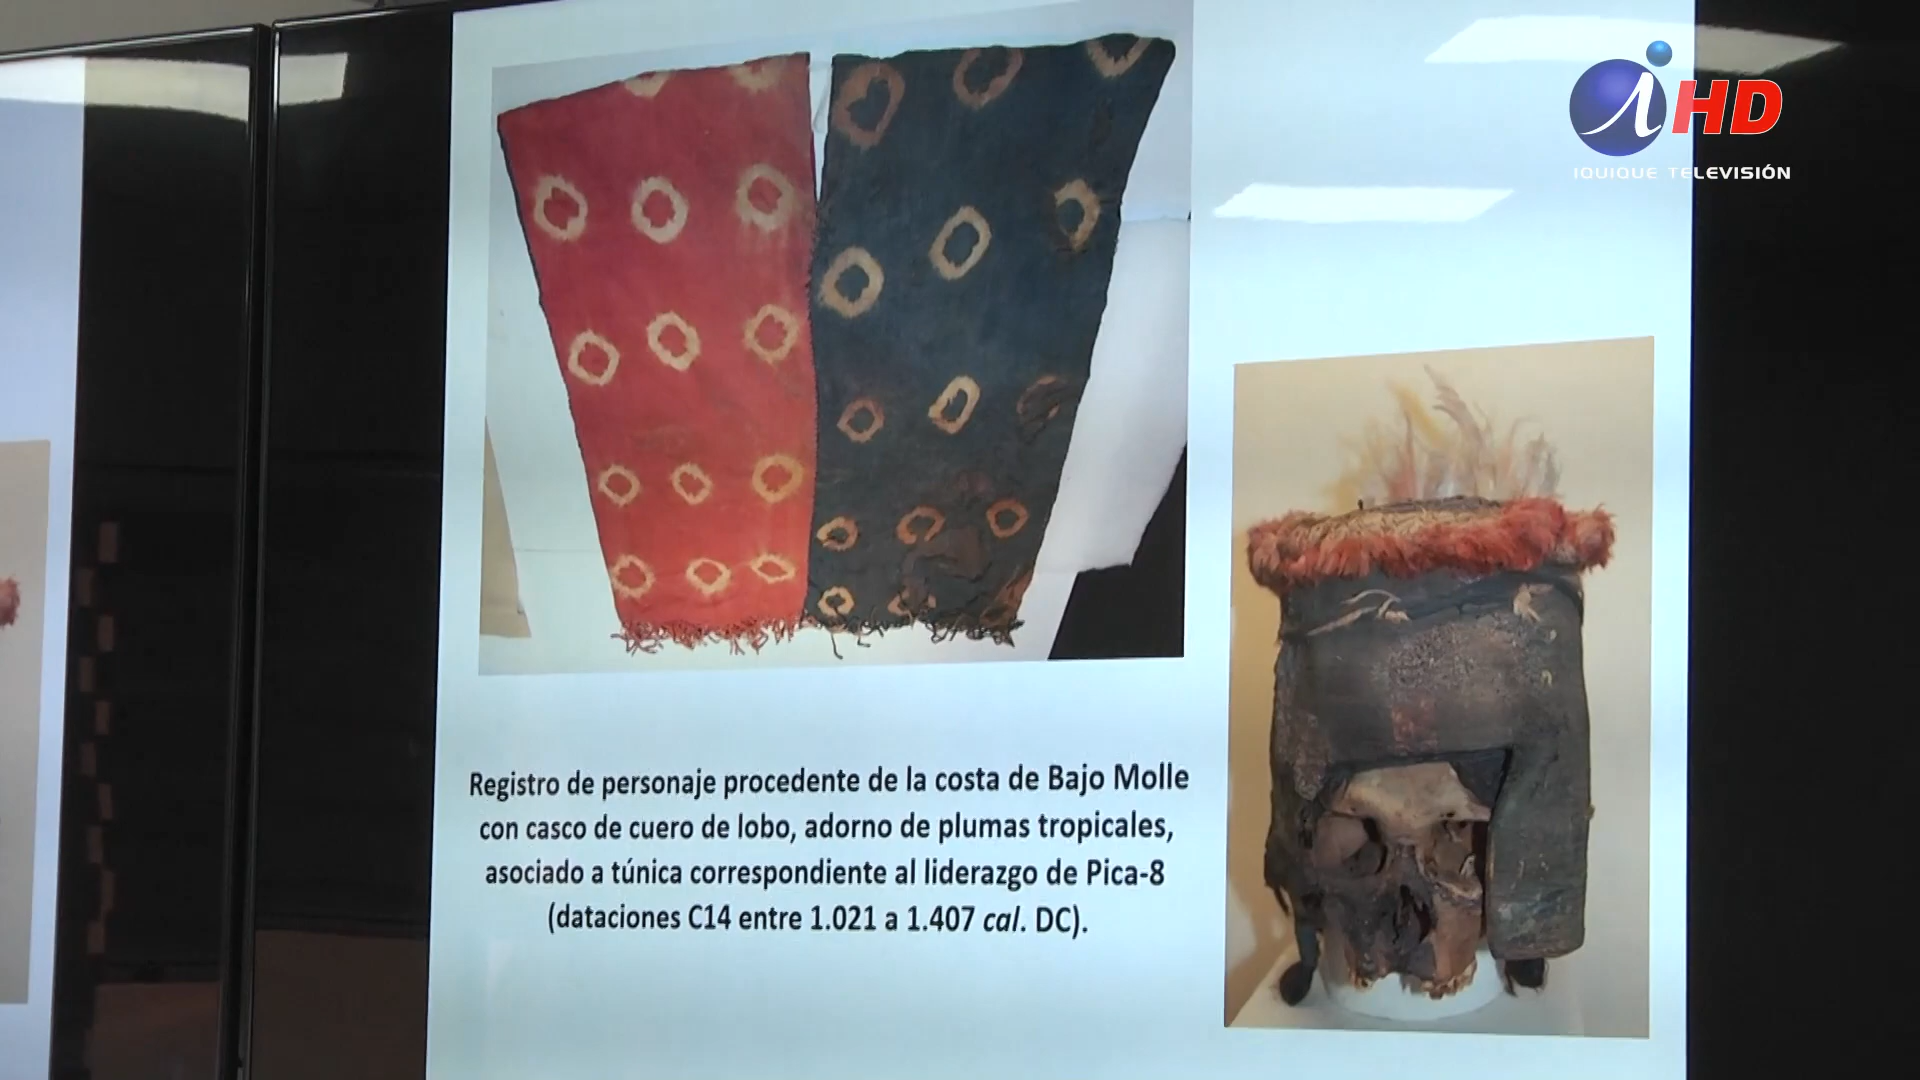 iHD
IQUIQUE TELEVISIÓN
Registro de personaje procedente de la costa de Bajo Molle
con casco de cuero de lobo, adorno de plumas tropicales,
asociado a túnica correspondiente al liderazgo de Pica-8
(dataciones C14 entre 1.021 a 1.407 cal. DC).